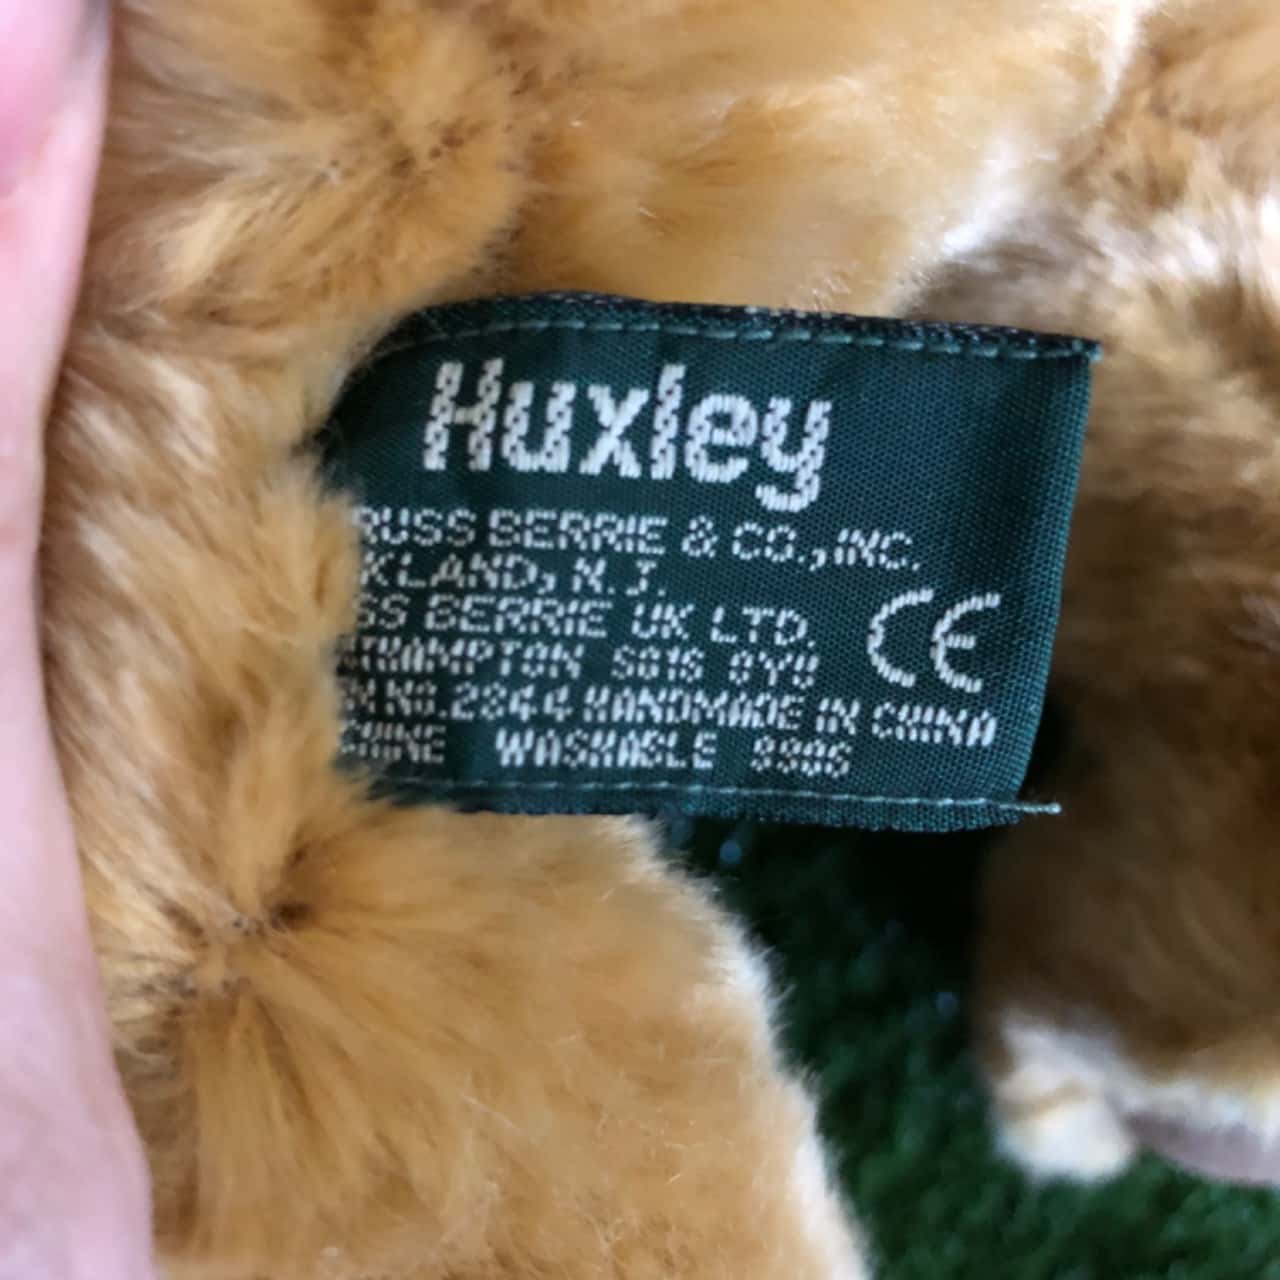 Huxley
RUSS BERRIE & CO., INC.
KLAND, N.J.
SS BERRIE UK LTD.
THAMPTON SO16 0YU
N.NO.2844 HANDMADE IN CHINA
CHINE WASHABLE
CE